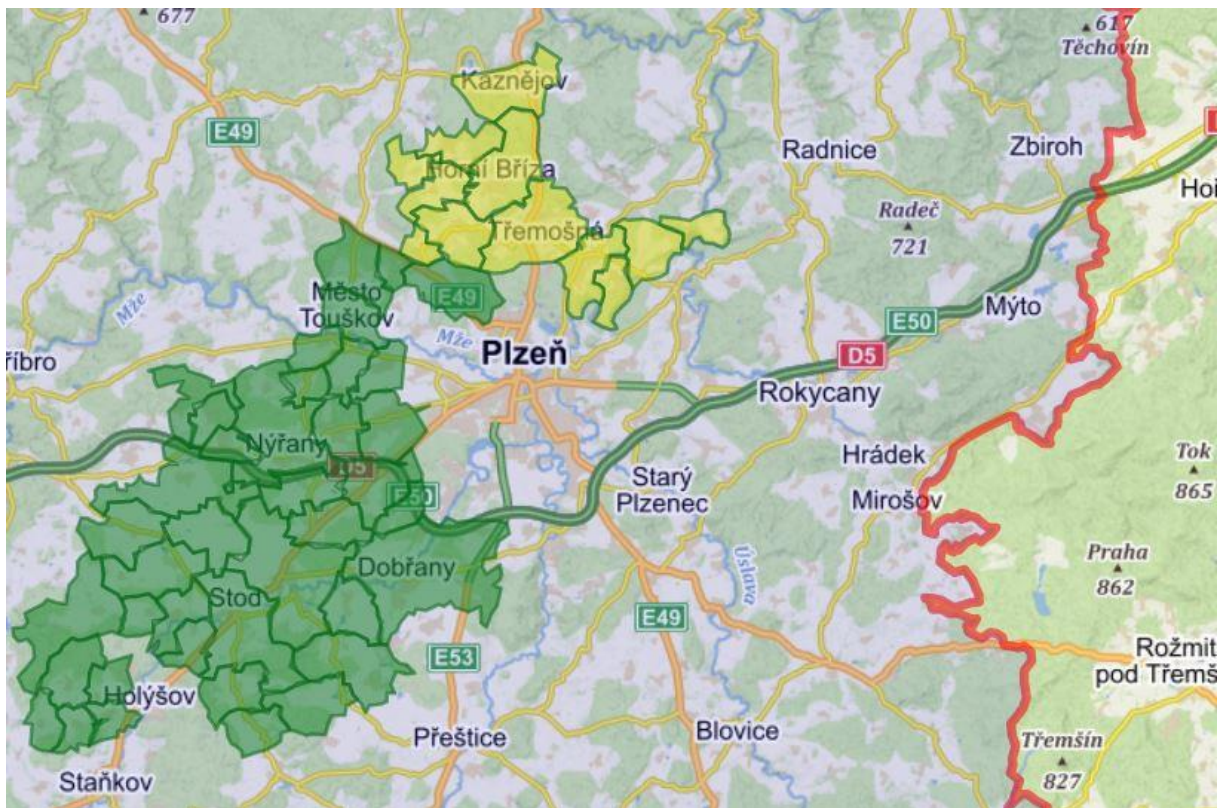 677
617
Těchovín
Kaznějov
E49
Radnice
Zbiroh
Horní Bříza
Hoř
Radeč
721
Třemošná
Město
Touškov
E49
Mže
Mže
Mýto
E50
Plzeň
D5
říbro
Rokycany
Nýřany
D5
Hrádek
Tok
865
E50
Starý
Plzenec
Mirošov
Dobřany
Úslava
Praha
862
Stod
E49
E53
Rožmit
pod Třemš
Holýšov
Přeštice
Blovice
Třemšín
827
Staňkov